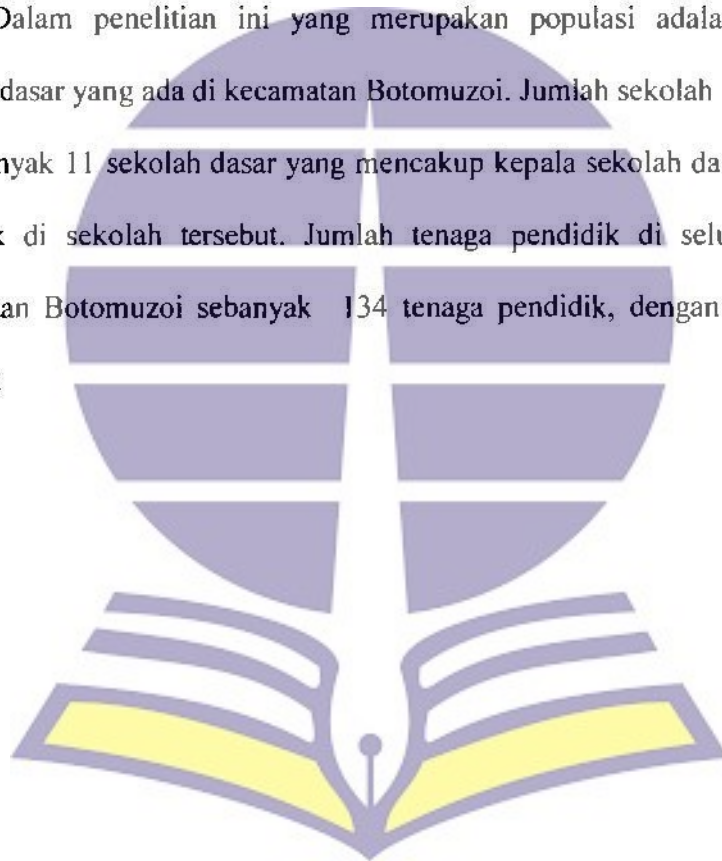 Dalam penelitian ini yang merupakan populasi adala
dasar yang ada di kecamatan Botomuzoi. Jumlah sekolah
nyak 11 sekolah dasar yang mencakup kepala sekolah da
k di sekolah tersebut. Jumlah tenaga pendidik di selu
an Botomuzoi sebanyak 134 tenaga pendidik, dengan